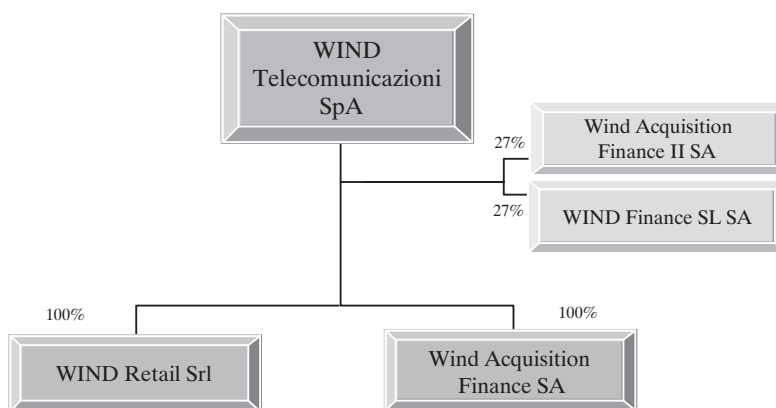 WIND
Telecomunicazioni
SpA
27%
Wind Acquisition
Finance II SA
27%
WIND Finance SL SA
100%
WIND Retail Srl
100%
Wind Acquisition
Finance SA